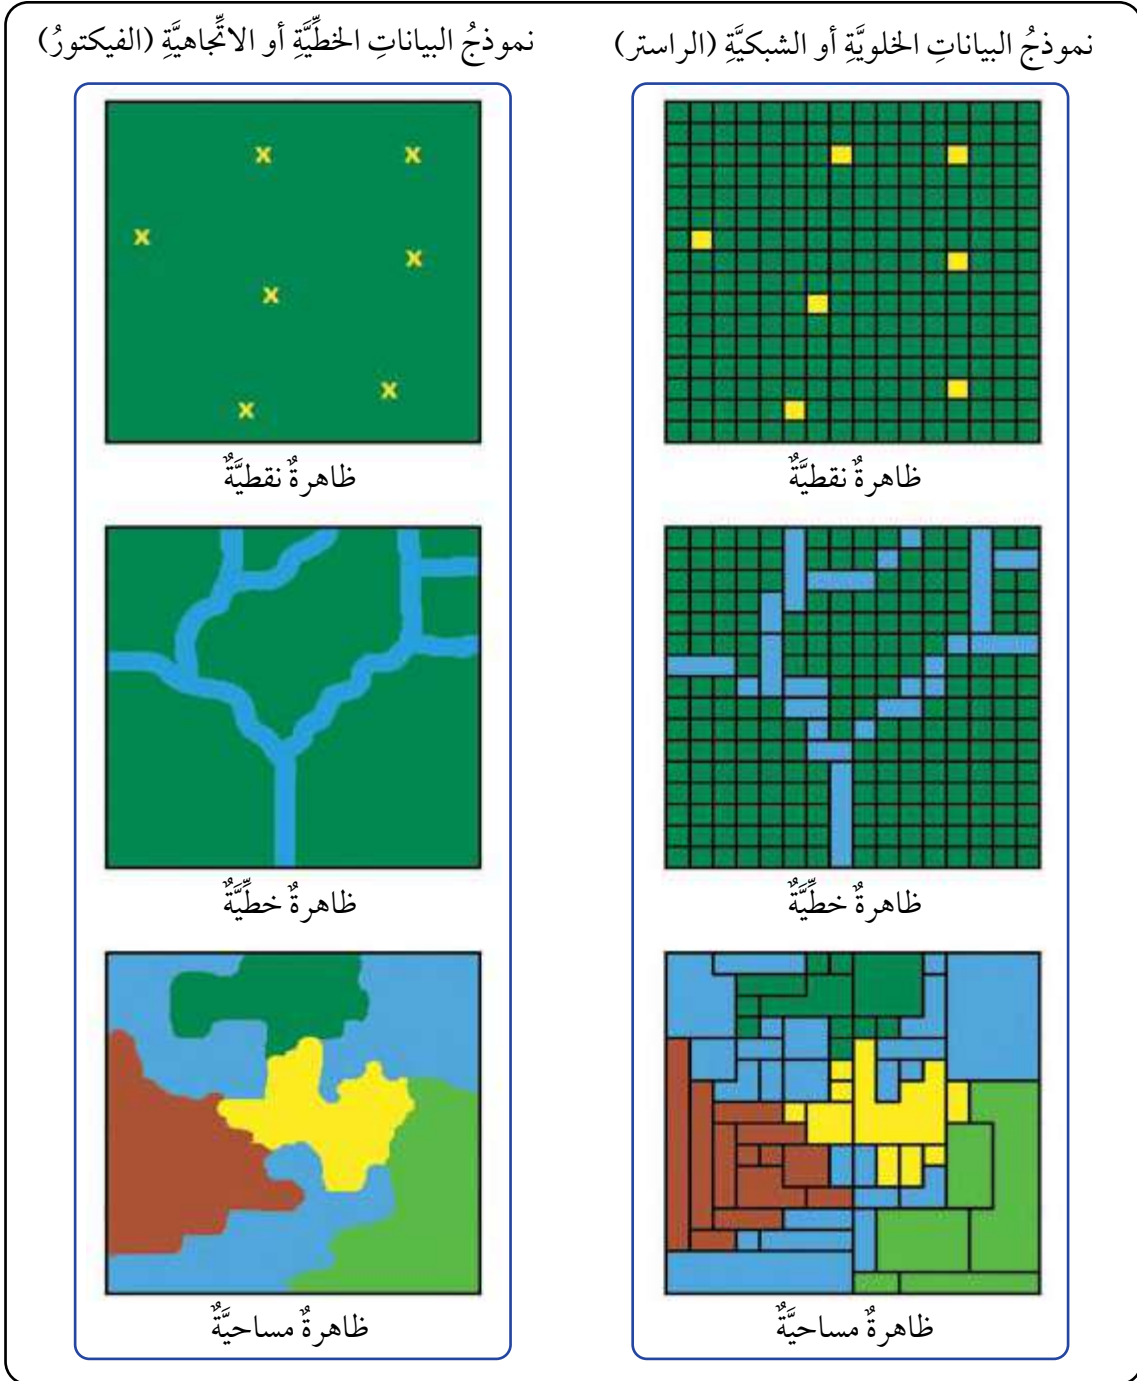 نموذجُ البياناتِ الخلويَّةِ أو الشبكيَّةِ (الراستر)
نموذجُ البياناتِ الخطِّيَّةِ أو الاتِّجاهيَّةِ (الفيكتورُ)
ظاهرةٌ نقطيَّةٌ
ظاهرةٌ نقطيَّةٌ
ظاهرةٌ خطِّيَّةٌ
ظاهرةٌ خطِّيَّةٌ
ظاهرةٌ مساحيَّةٌ
ظاهرةٌ مساحيَّةٌ